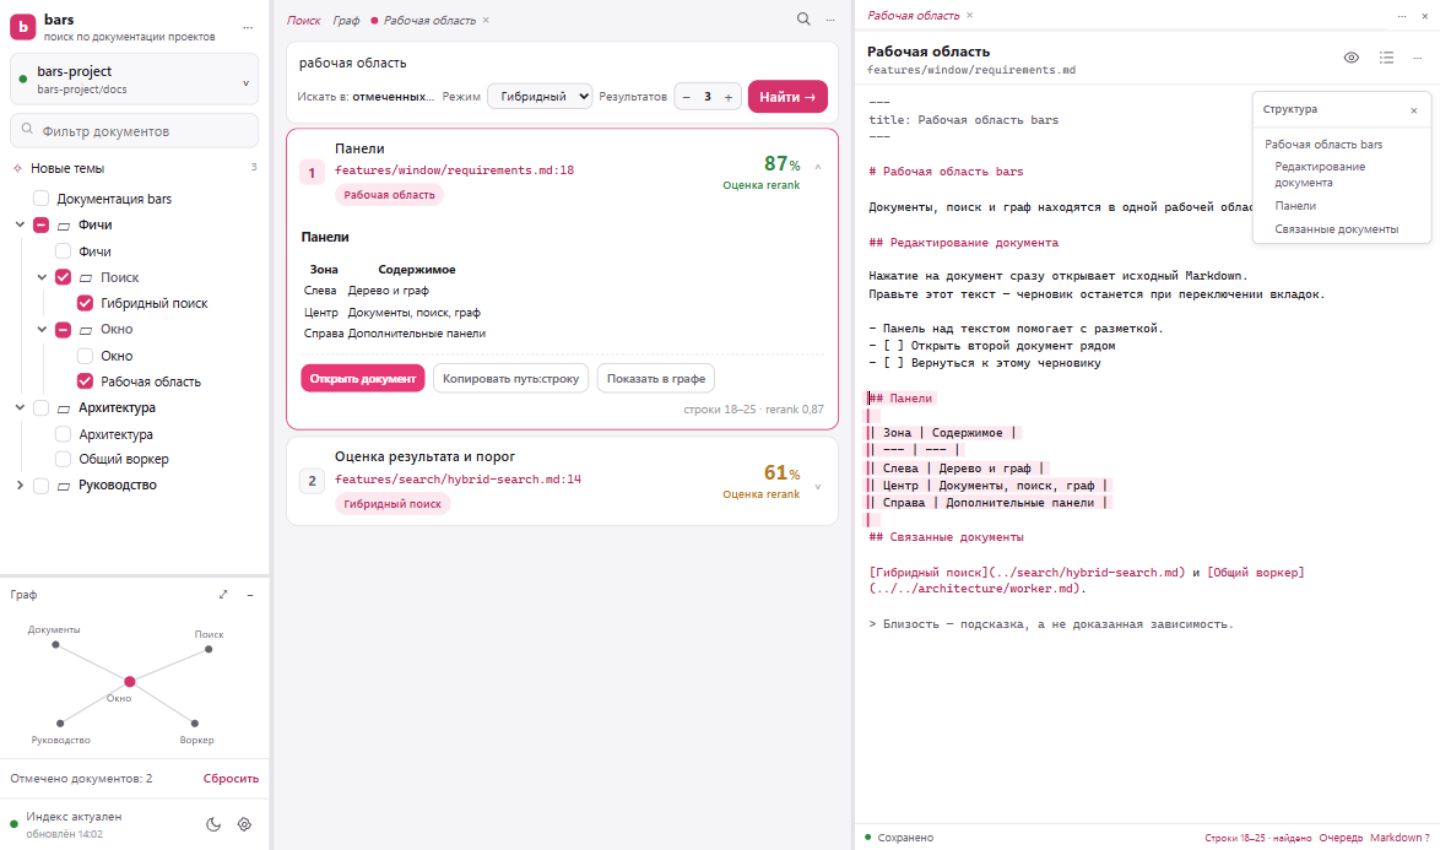 b bars
поиск по документации проектов
bars-project
bars-project/docs
Фильтр документов
Новые темы 3
Документация bars
Фичи
Фичи
Поиск
Гибридный поиск
Окно
Окно
Рабочая область
Архитектура
Архитектура
Общий воркер
Руководство
Граф
Документы
Поиск
Окно
Руководство
Воркер
Отмечено документов: 2 Сбросить
Индекс актуален
обновлён 14:02
Поиск Граф Рабочая область ×
рабочая область
Искать в: отмеченных... Режим Гибридный Результатов − 3 + Найти →
1
Панели
features/window/requirements.md:18
Рабочая область
87%
Оценка rerank
Панели
Зона Содержимое
Слева Дерево и граф
Центр Документы, поиск, граф
Справа Дополнительные панели
Открыть документ Копировать путь:строку Показать в графе
строки 18–25 · rerank 0,87
2
Оценка результата и порог
features/search/hybrid-search.md:14
Гибридный поиск
61%
Оценка rerank
Рабочая область ×
Рабочая область
features/window/requirements.md
---
title: Рабочая область bars
---
# Рабочая область bars
Документы, поиск и граф находятся в одной рабочей облас
## Редактирование документа
Нажатие на документ сразу открывает исходный Markdown.
Правьте этот текст — черновик останется при переключении вкладок.
- Панель над текстом помогает с разметкой.
- [ ] Открыть второй документ рядом
- [ ] Вернуться к этому черновику
## Панели
| Зона | Содержимое |
| --- | --- |
| Слева | Дерево и граф |
| Центр | Документы, поиск, граф |
| Справа | Дополнительные панели |
## Связанные документы
[Гибридный поиск](../search/hybrid-search.md) и [Общий воркер]
(../../architecture/worker.md).
> Близость — подсказка, а не доказанная зависимость.
Структура ×
Рабочая область bars
Редактирование
документа
Панели
Связанные документы
Сохранено
Строки 18–25 · найдено Очередь Markdown ?